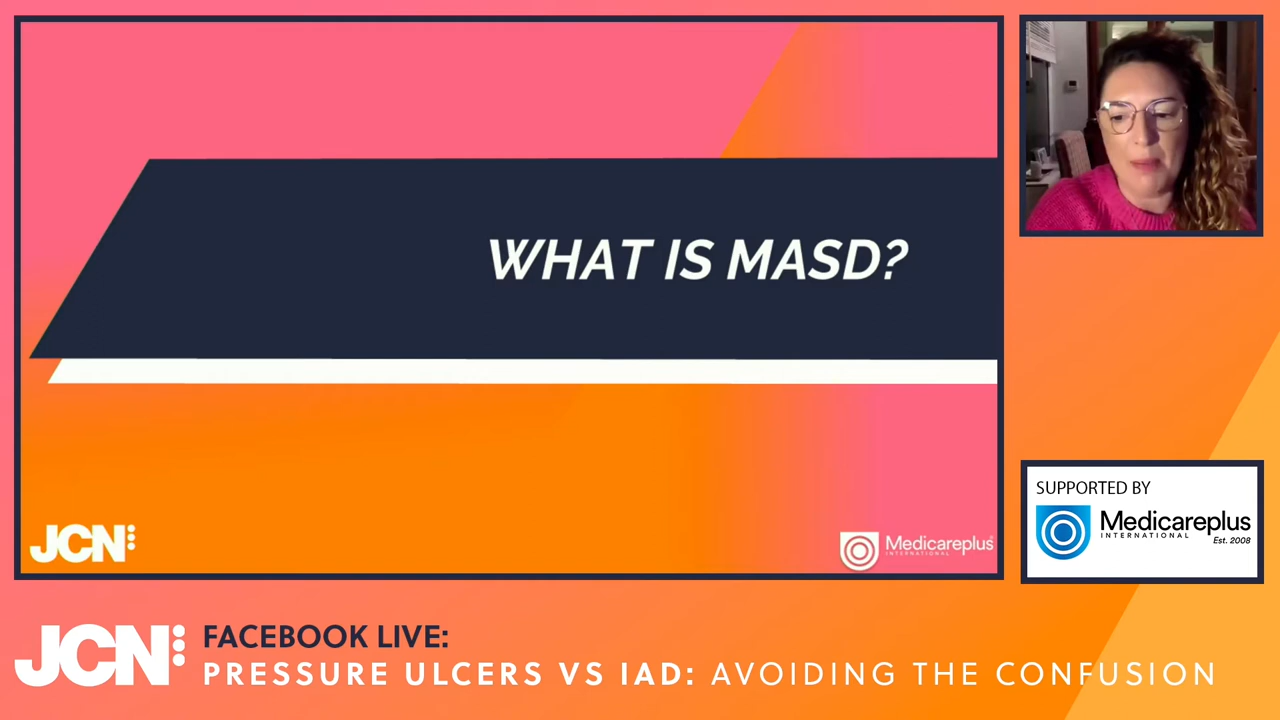 WHAT IS MASD?
JCN
Medicareplus
INTERNATIONAL
SUPPORTED BY
Medicareplus
INTERNATIONAL
Est. 2008
JCN
FACEBOOK LIVE:
PRESSURE ULCERS VS IAD: AVOIDING THE CONFUSION